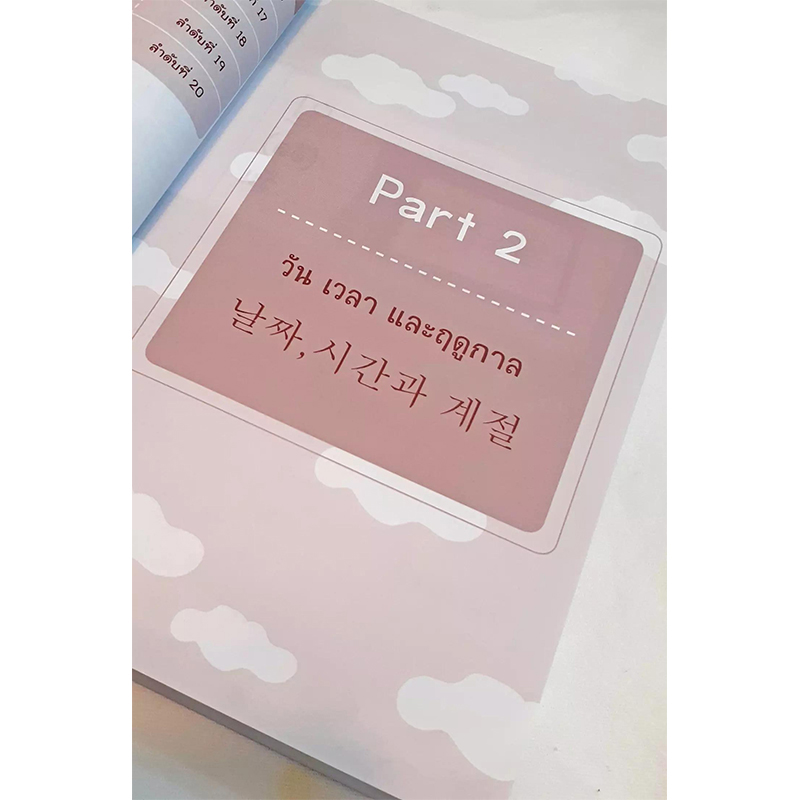 17
ลำดับที่ 18
ลำดับที่ 19
ลำดับที่ 20
Part 2
วัน เวลา และฤดูกาล
날짜, 시간과 계절